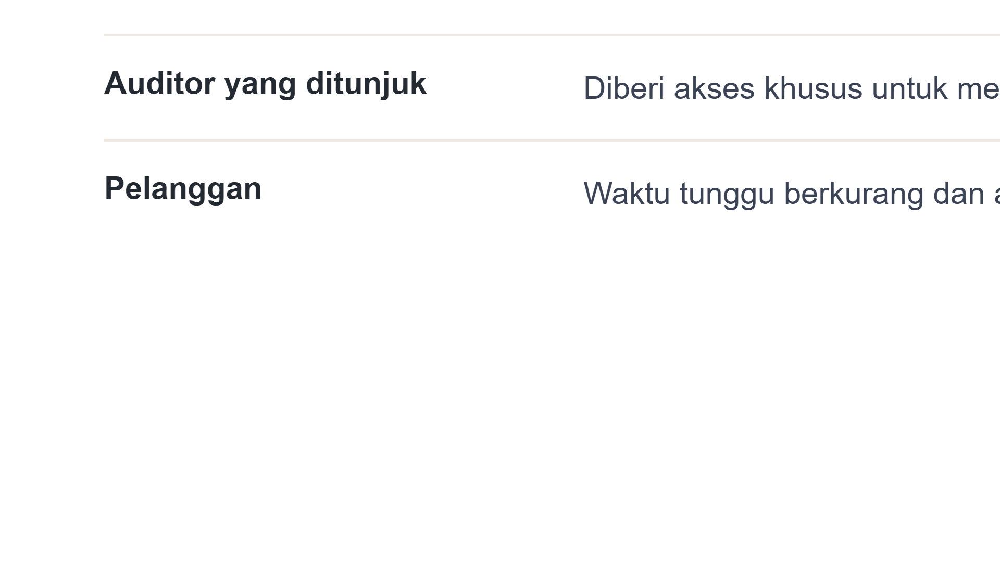 Auditor yang ditunjuk
Diberi akses khusus untuk me
Pelanggan
Waktu tunggu berkurang dan